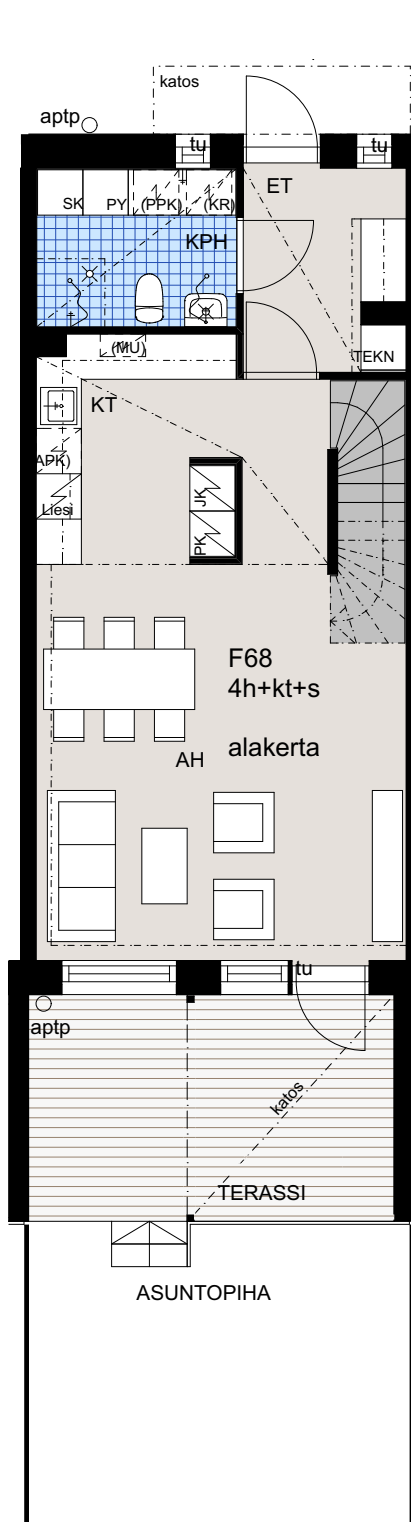 katos
aptp
tu
tu
SK
PY
(PPK)
(KR)
ET
KPH
(MU)
TEKN
KT
APK)
Liesi
JK
PK
F68
4h+kt+s
alakerta
AH
tu
aptp
katos
TERASSI
ASUNTOPIHA